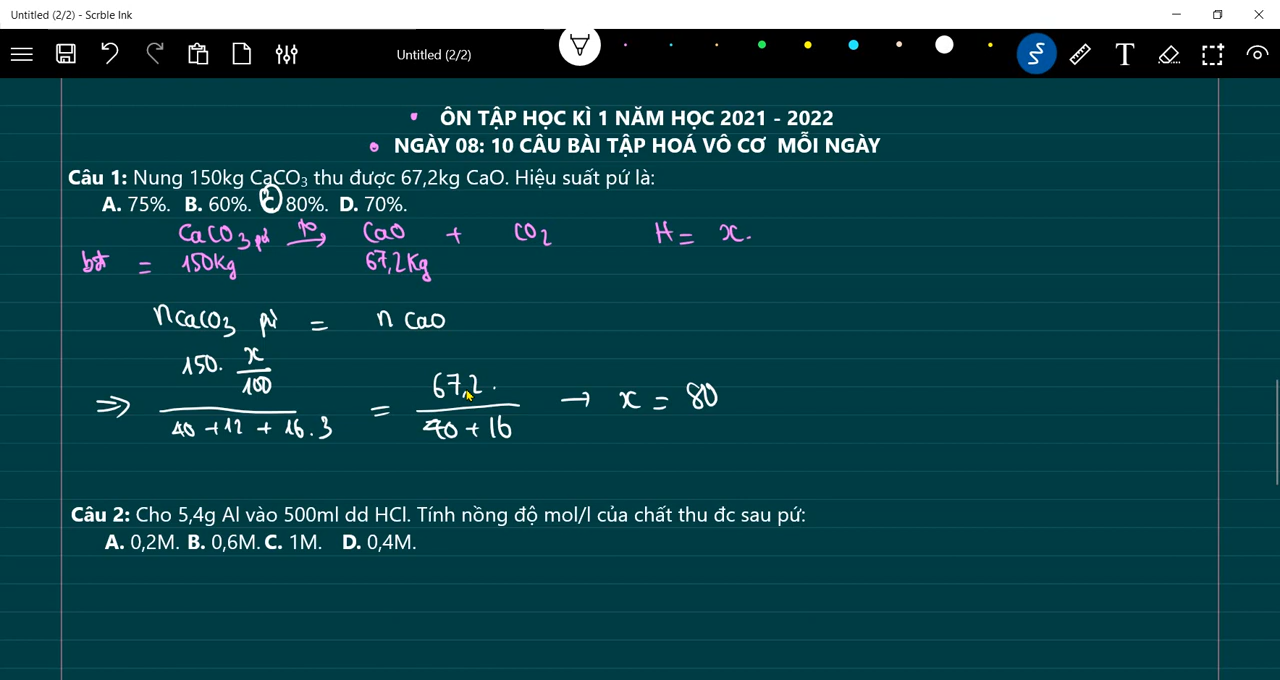 Untitled (2/2) - Scrble Ink
Untitled (2/2)
T
ÔN TẬP HỌC KÌ 1 NĂM HỌC 2021 - 2022
NGÀY 08: 10 CÂU BÀI TẬP HOÁ VÔ CƠ MỖI NGÀY
Câu 1: Nung 150kg CaCO₃ thu được 67,2kg CaO. Hiệu suất pứ là:
A. 75%. B. 60%. C. 80%. D. 70%.
CaCO₃ pứ →(t°) CaO + CO₂ H = x.
bđ = 150Kg 67,2Kg
nCaCO₃ pứ = n CaO
150. x/100
⇒ ——— = 67,2. → x = 80
40 + 12 + 16.3 40 + 16
Câu 2: Cho 5,4g Al vào 500ml dd HCl. Tính nồng độ mol/l của chất thu đc sau pứ:
A. 0,2M. B. 0,6M. C. 1M. D. 0,4M.